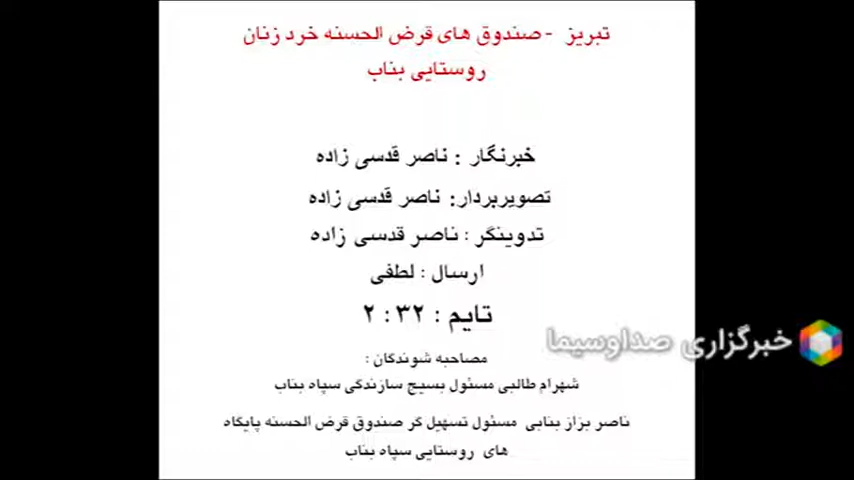 تبریز - صندوق های قرض الحسنه خرد زنان
روستایی بناب
خبرنگار : ناصر قدسی زاده
تصویربردار: ناصر قدسی زاده
تدوینگر : ناصر قدسی زاده
ارسال : لطفی
تایم : ۲:۳۲
خبرگزاری صداوسیما
مصاحبه شوندگان :
شهرام طالبی مسئول بسیج سازندگی سپاه بناب
ناصر بزاز بنابی مسئول تسهیل گر صندوق قرض الحسنه پایگاه
های روستایی سپاه بناب